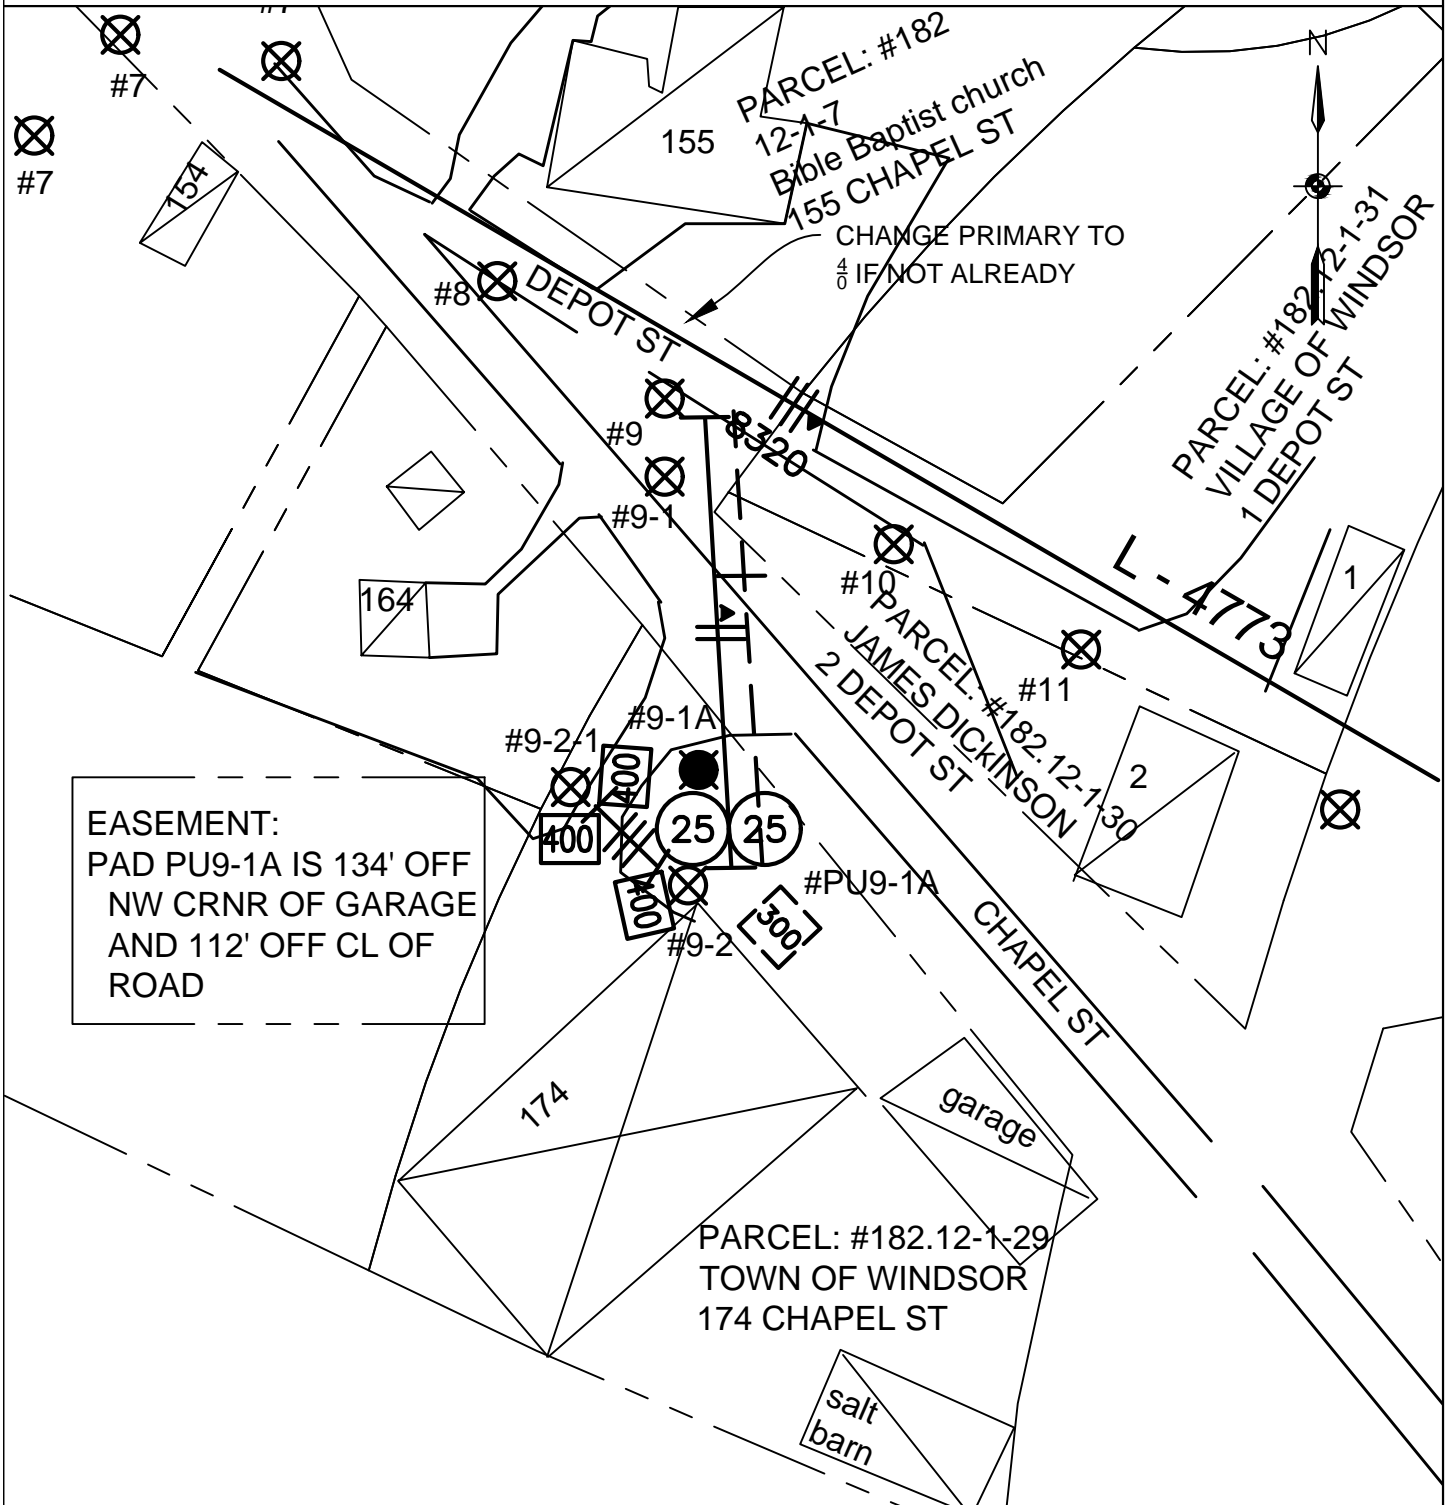 #7
#7
154
155
PARCEL: #182
12-1-7
Bible Baptist church
155 CHAPEL ST
N
CHANGE PRIMARY TO
4/0 IF NOT ALREADY
PARCEL: #182.12-1-31
VILLAGE OF WINDSOR
1 DEPOT ST
#8
DEPOT ST
#9
8320
#9-1
#10
L - 4773
1
164
PARCEL: #182.12-1-30
JAMES DICkINSON
2 DEPOT ST
#11
#9-1A
#9-2-1
400
400
400
25
25
2
#PU9-1A
300
#9-2
EASEMENT:
PAD PU9-1A IS 134' OFF
NW CRNR OF GARAGE
AND 112' OFF CL OF
ROAD
CHAPEL ST
174
garage
PARCEL: #182.12-1-29
TOWN OF WINDSOR
174 CHAPEL ST
salt
barn